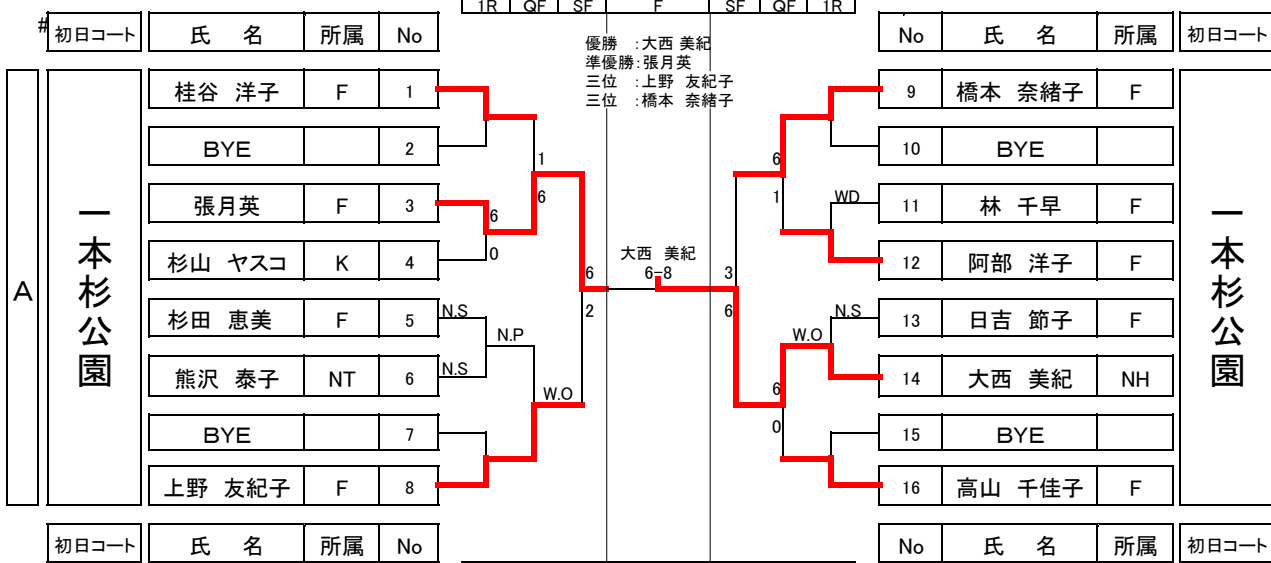 1R QF SF F SF QF 1R
# 初日コート 氏 名 所属 No
No 氏 名 所属 初日コート
優勝 :大西 美紀
準優勝:張月英
三位 :上野 友紀子
三位 :橋本 奈緒子
A
一本杉公園
桂谷 洋子 F 1
BYE 2
張月英 F 3
杉山 ヤスコ K 4
杉田 恵美 F 5
熊沢 泰子 NT 6
BYE 7
上野 友紀子 F 8
1
6
6
0
N.S
N.S
N.P
W.O
6
2
大西 美紀
6-8
3
6
6
1
WD
N.S
W.O
6
0
9 橋本 奈緒子 F
10 BYE
11 林 千早 F
12 阿部 洋子 F
13 日吉 節子 F
14 大西 美紀 NH
15 BYE
16 高山 千佳子 F
一本杉公園
初日コート 氏 名 所属 No
No 氏 名 所属 初日コート